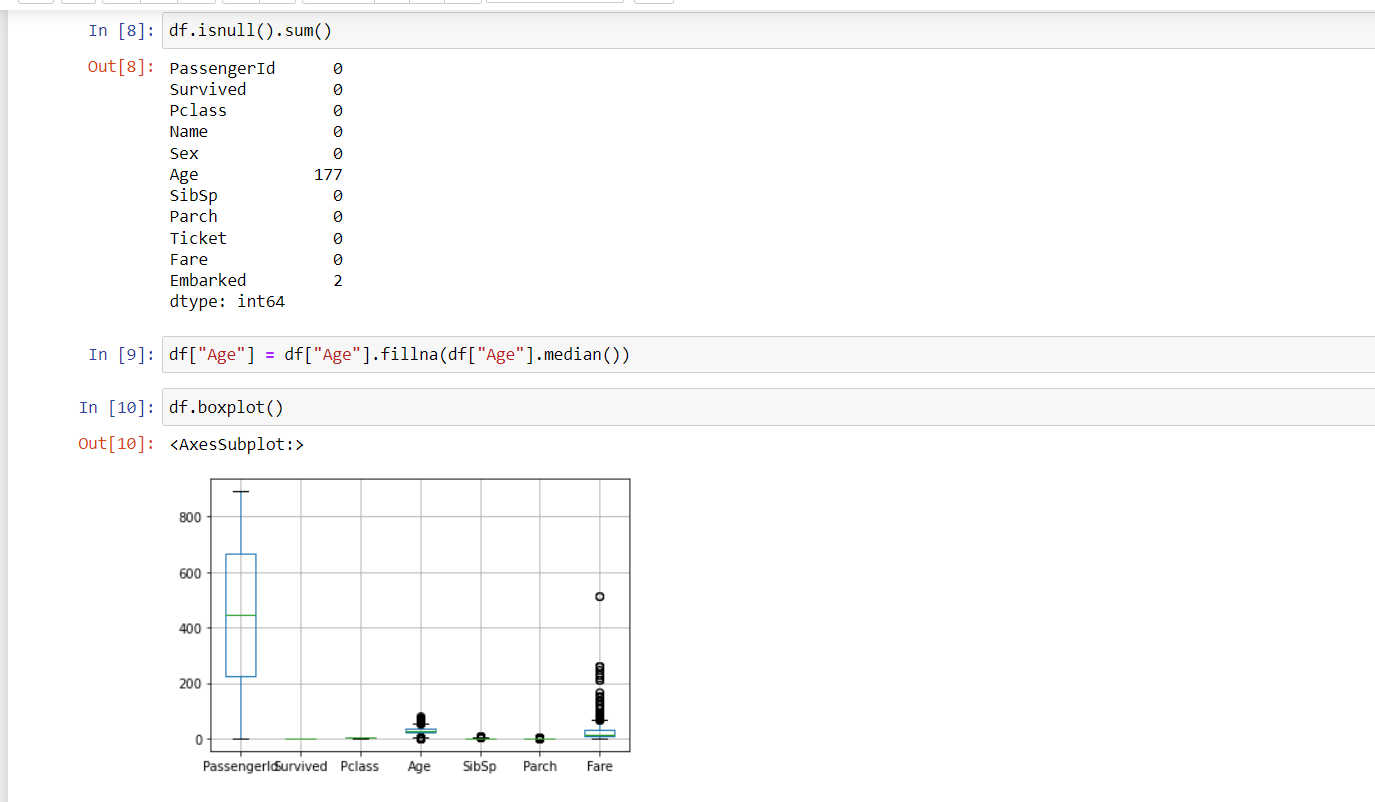 In [8]: df.isnull().sum()
Out[8]: PassengerId 0
Survived 0
Pclass 0
Name 0
Sex 0
Age 177
SibSp 0
Parch 0
Ticket 0
Fare 0
Embarked 2
dtype: int64
In [9]: df["Age"] = df["Age"].fillna(df["Age"].median())
In [10]: df.boxplot()
Out[10]: <AxesSubplot:>
800
600
400
200
0
PassengerId Survived Pclass Age SibSp Parch Fare